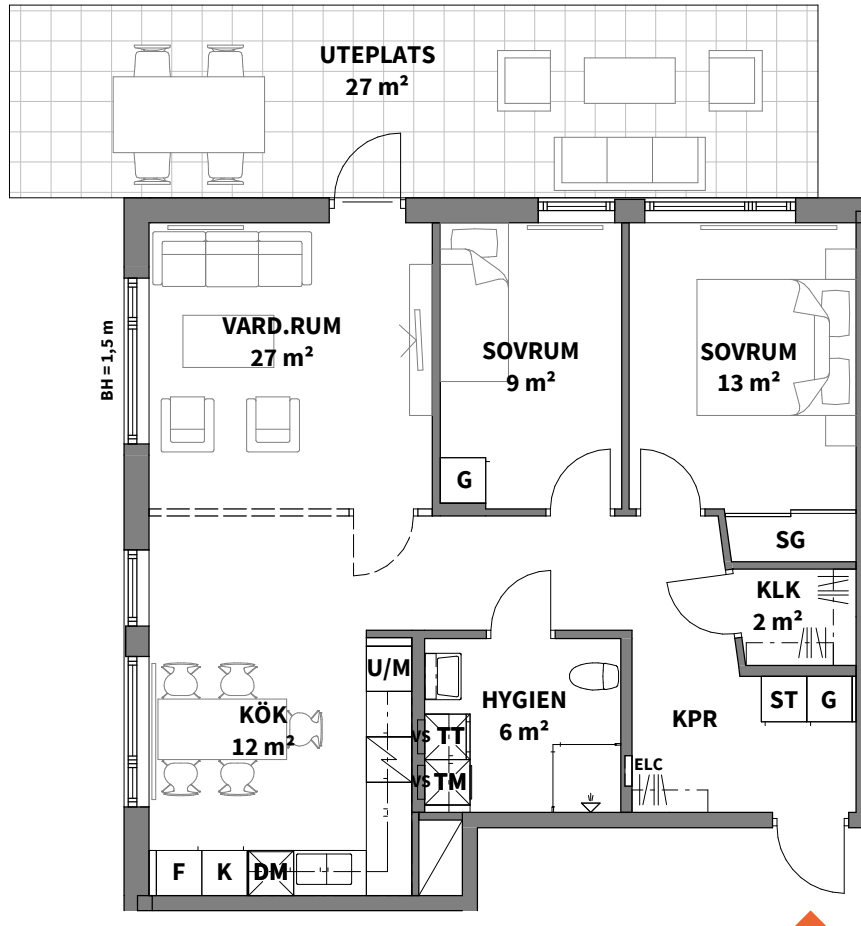 UTEPLATS
27 m²
BH = 1,5 m
VARD.RUM
27 m²
SOVRUM
9 m²
SOVRUM
13 m²
G
SG
KLK
2 m²
U/M
HYGIEN
6 m²
KÖK
12 m²
VS TT
VS TM
ST G
KPR
ELC
F K DM